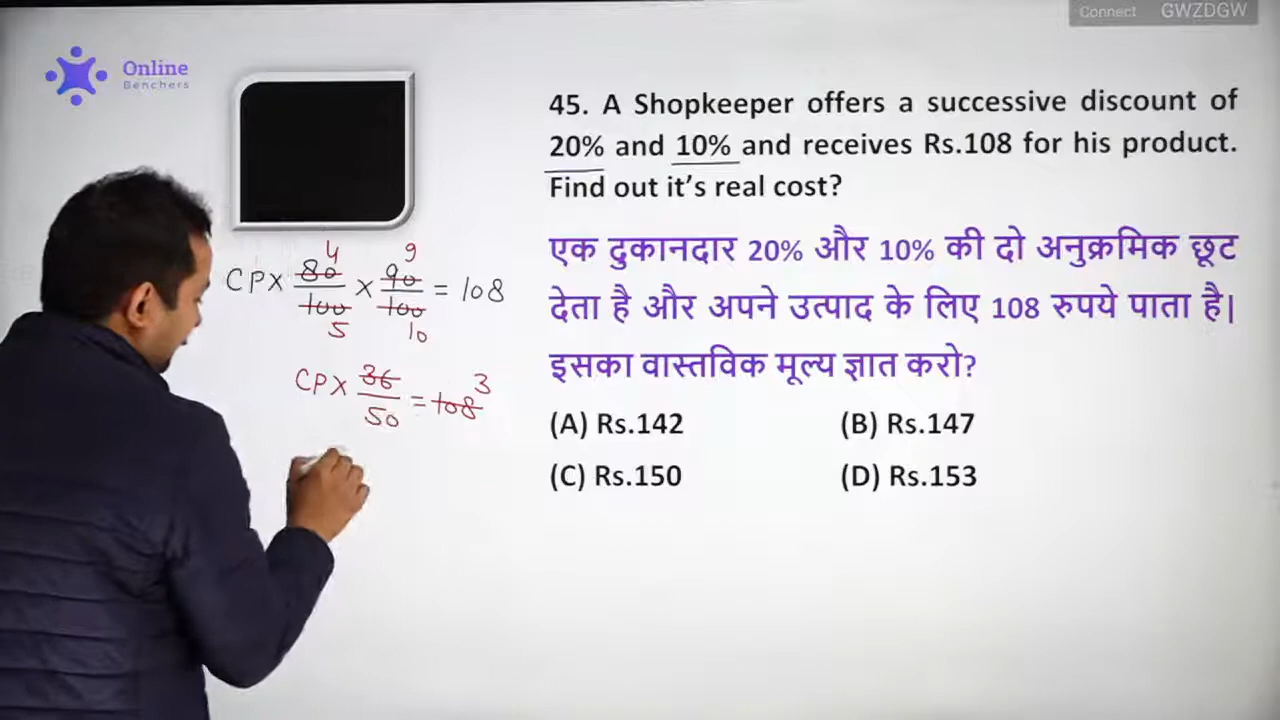 Connect GWZDGW
Online
Benchers
45. A Shopkeeper offers a successive discount of
20% and 10% and receives Rs.108 for his product.
Find out it's real cost?
एक दुकानदार 20% और 10% की दो अनुक्रमिक छूट
देता है और अपने उत्पाद के लिए 108 रुपये पाता है|
इसका वास्तविक मूल्य ज्ञात करो?
(A) Rs.142 (B) Rs.147
(C) Rs.150 (D) Rs.153
4 9
CP× 80/100 × 90/100 = 108
5 10
CP× 36/50 = 108 3